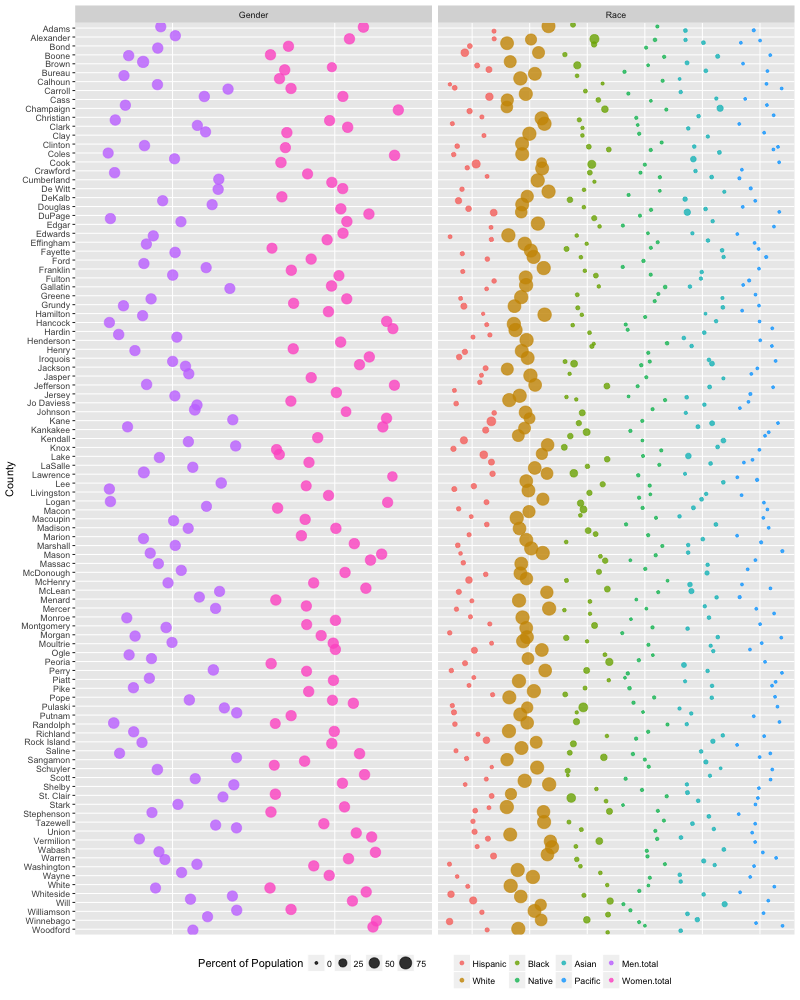 Gender Race
County
Adams
Alexander
Bond
Boone
Brown
Bureau
Calhoun
Carroll
Cass
Champaign
Christian
Clark
Clay
Clinton
Coles
Cook
Crawford
Cumberland
De Witt
DeKalb
Douglas
DuPage
Edgar
Edwards
Effingham
Fayette
Ford
Franklin
Fulton
Gallatin
Greene
Grundy
Hamilton
Hancock
Hardin
Henderson
Henry
Iroquois
Jackson
Jasper
Jefferson
Jersey
Jo Daviess
Johnson
Kane
Kankakee
Kendall
Knox
Lake
LaSalle
Lawrence
Lee
Livingston
Logan
Macon
Macoupin
Madison
Marion
Marshall
Mason
Massac
McDonough
McHenry
McLean
Menard
Mercer
Monroe
Montgomery
Morgan
Moultrie
Ogle
Peoria
Perry
Piatt
Pike
Pope
Pulaski
Putnam
Randolph
Richland
Rock Island
Saline
Sangamon
Schuyler
Scott
Shelby
St. Clair
Stark
Stephenson
Tazewell
Union
Vermilion
Wabash
Warren
Washington
Wayne
White
Whiteside
Will
Williamson
Winnebago
Woodford
Percent of Population 0 25 50 75
Hispanic Black Asian Men.total
White Native Pacific Women.total